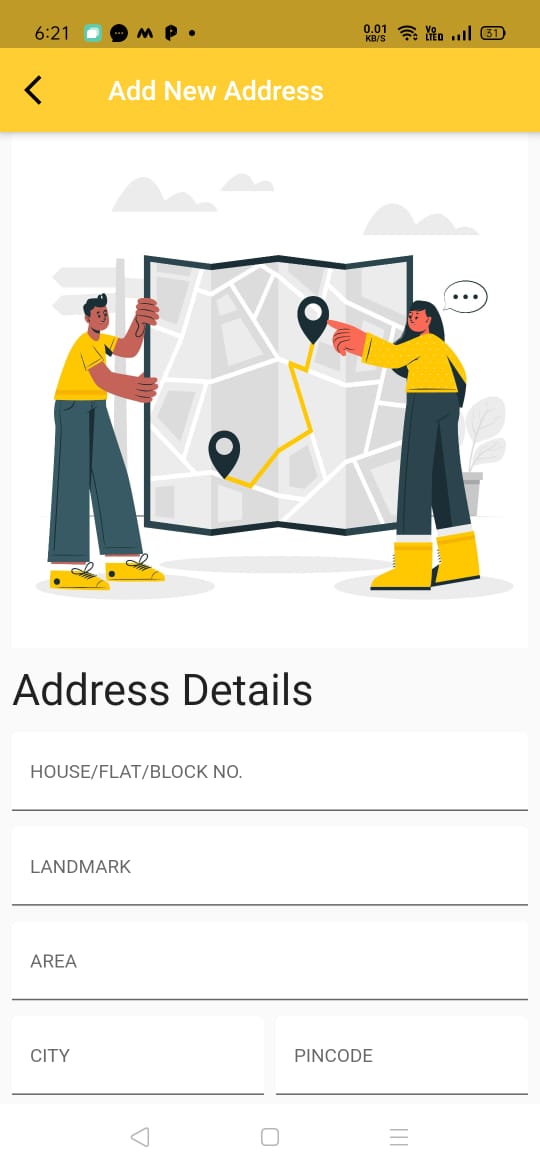 6:21
0.01 KB/S
Vo LTED
31
Add New Address
Address Details
HOUSE/FLAT/BLOCK NO.
LANDMARK
AREA
CITY PINCODE